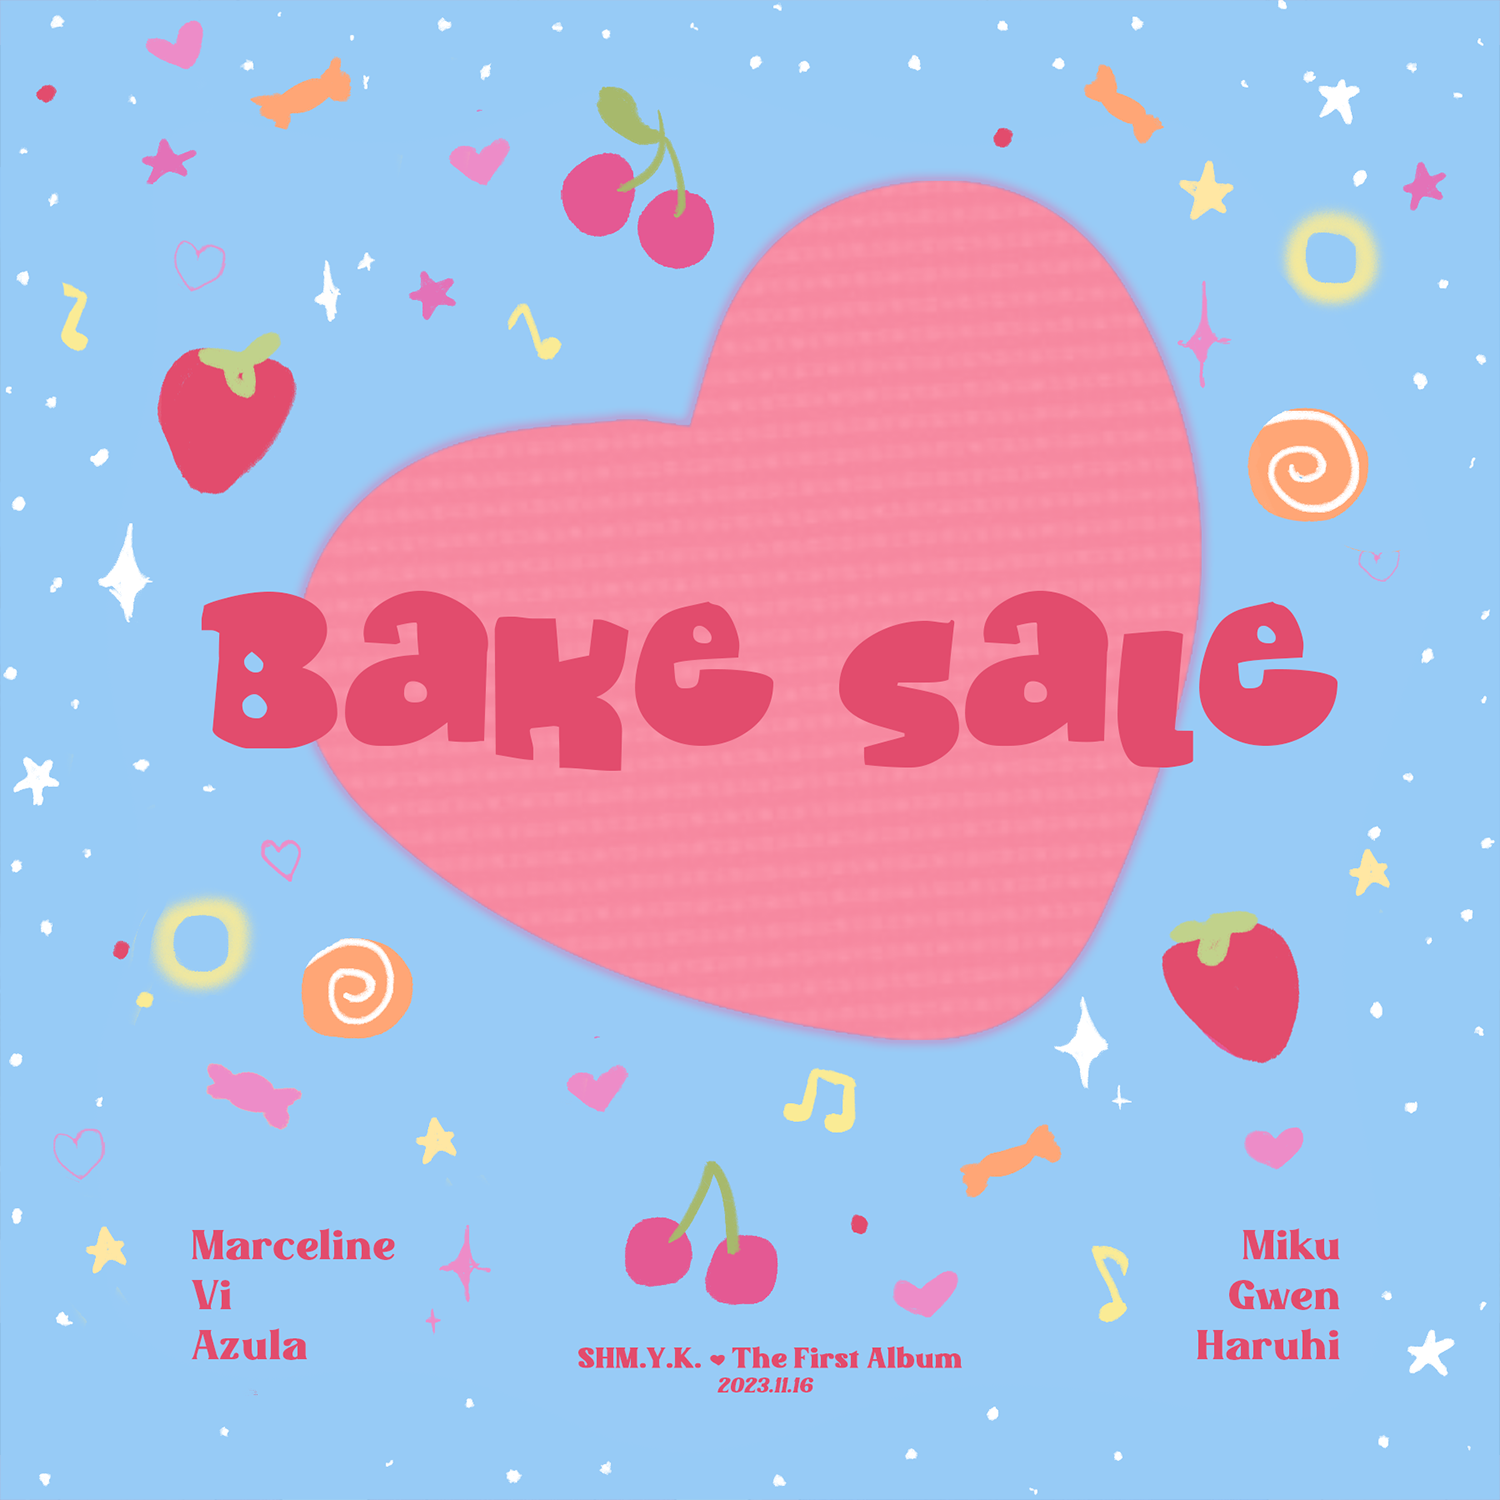 Bake Sale
Marceline
Vi
Azula
Miku
Gwen
Haruhi
SHM.Y.K. ❤ The First Album
2023.11.16